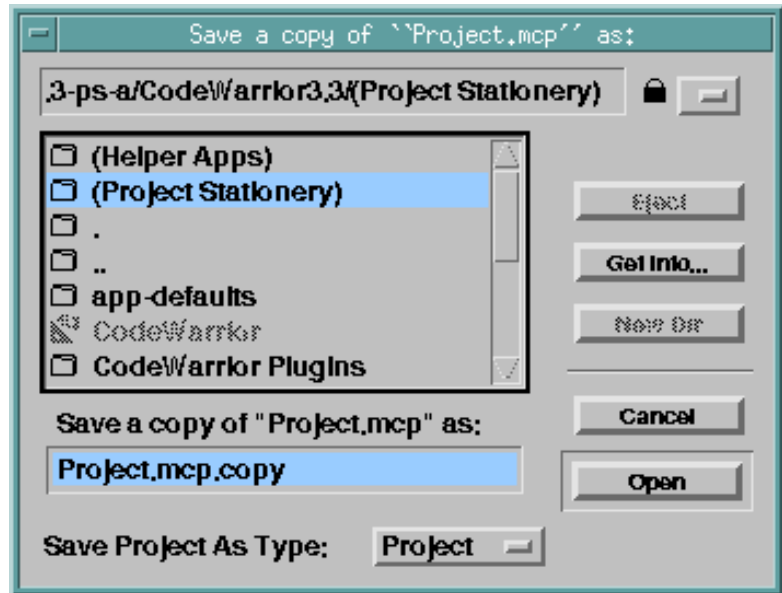 Save a copy of ``Project.mcp´´ as:
.3-ps-a/CodeWarrior3.3/(Project Stationery)
(Helper Apps)
(Project Stationery)
.
..
app-defaults
CodeWarrior
CodeWarrior Plugins
Eject
Get Info...
New Dir
Save a copy of "Project.mcp" as:
Cancel
Project.mcp.copy
Open
Save Project As Type: Project